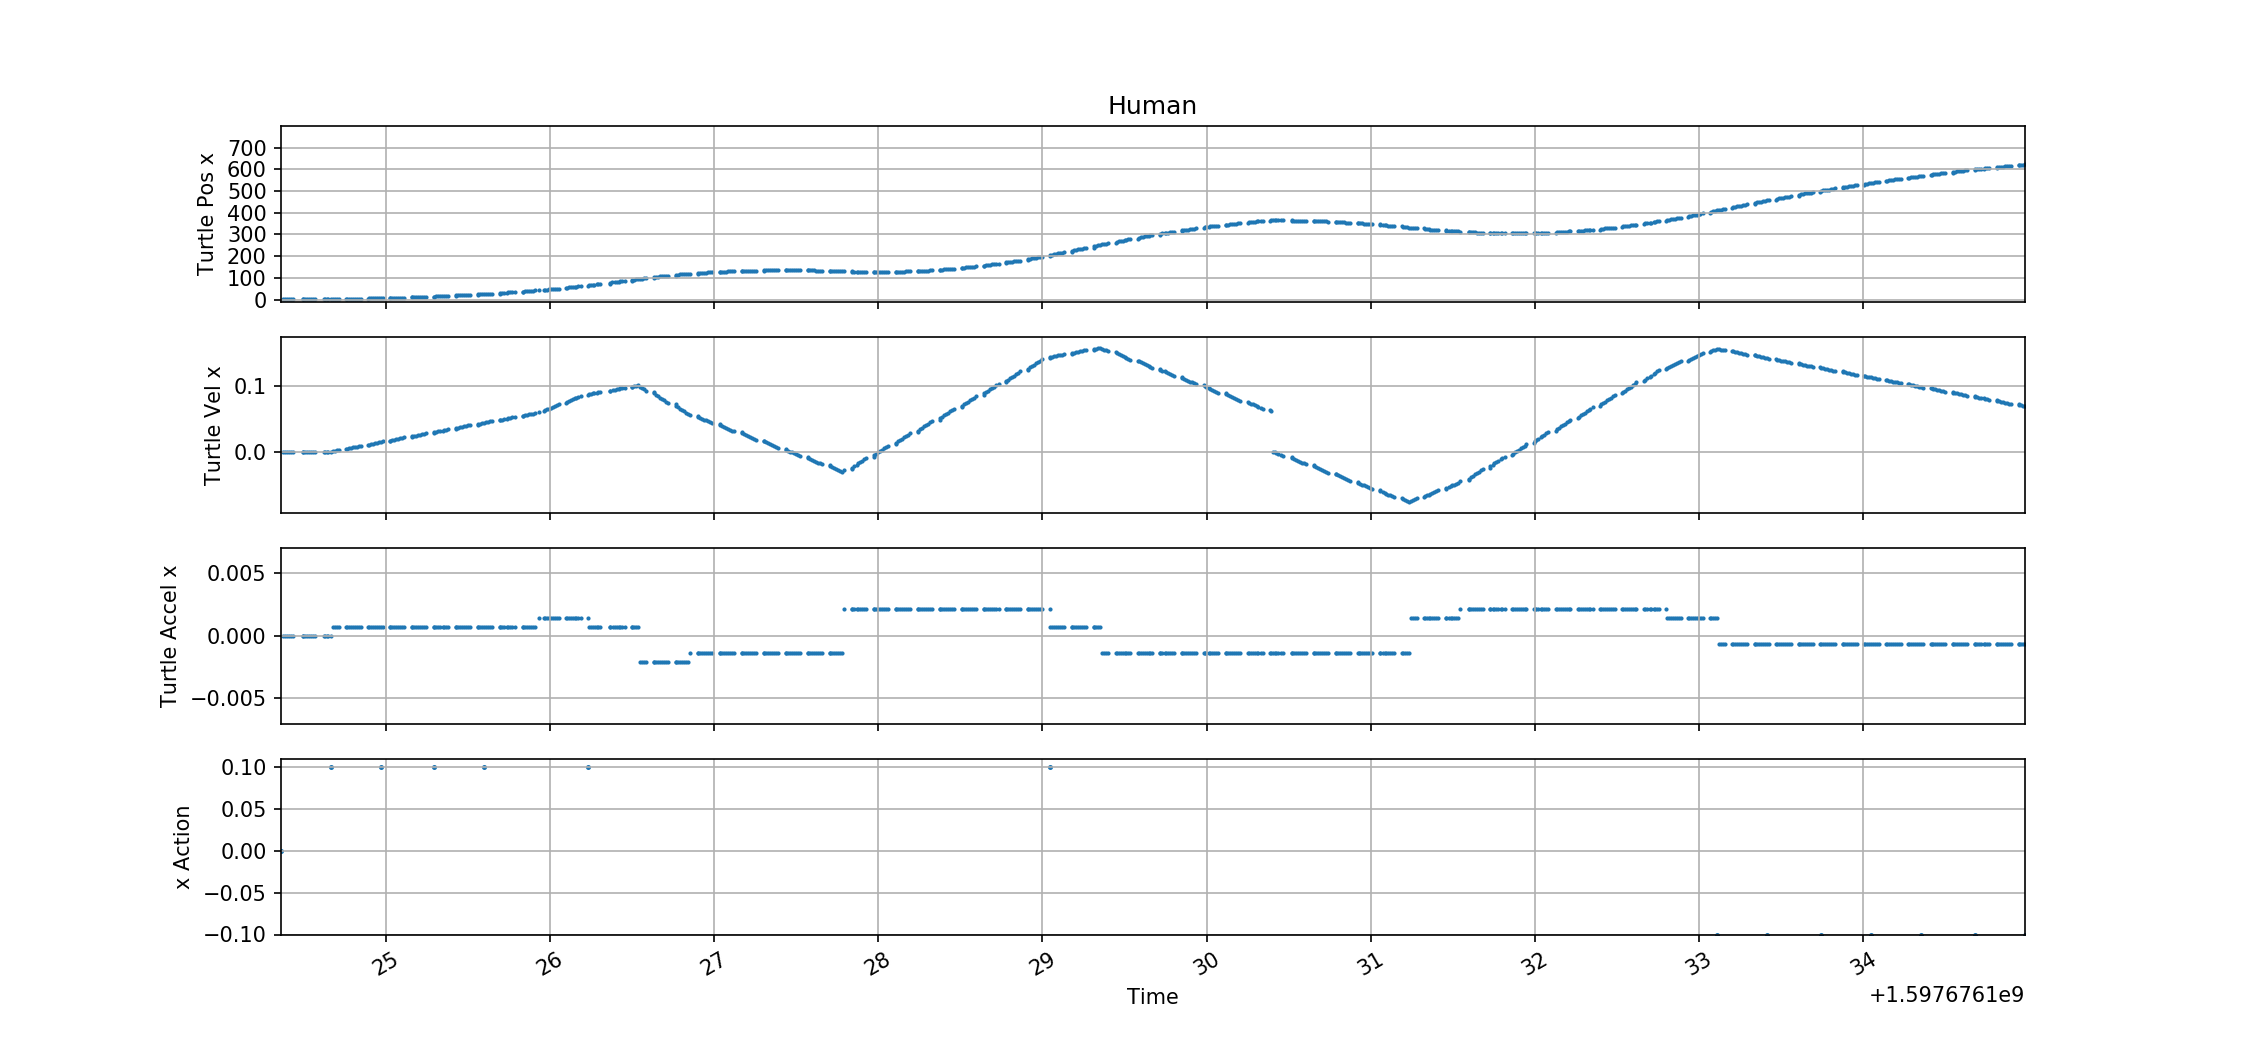 Human
Turtle Pos x
700
600
500
400
300
200
100
0
Turtle Vel x
0.1
0.0
Turtle Accel x
0.005
0.000
−0.005
x Action
0.10
0.05
0.00
−0.05
−0.10
25 26 27 28 29 30 31 32 33 34
Time
+1.5976761e9